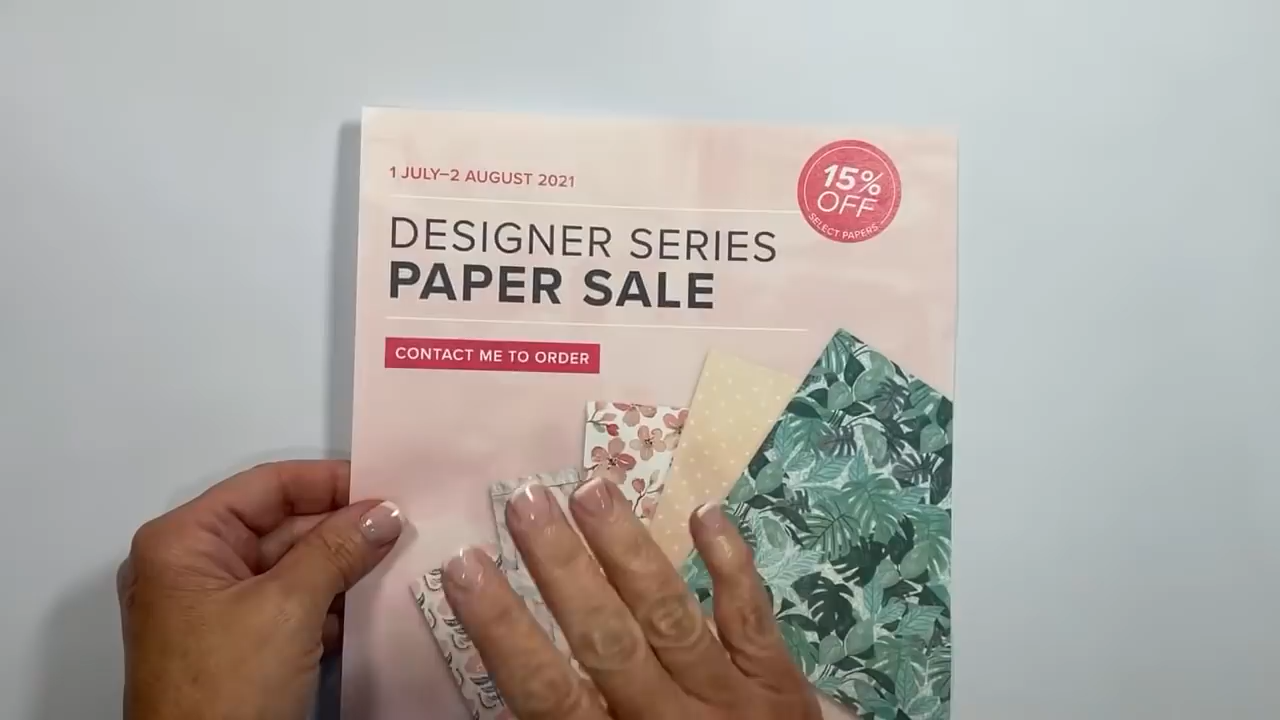 1 JULY–2 AUGUST 2021
15%
OFF
SELECT PAPERS
DESIGNER SERIES
PAPER SALE
CONTACT ME TO ORDER